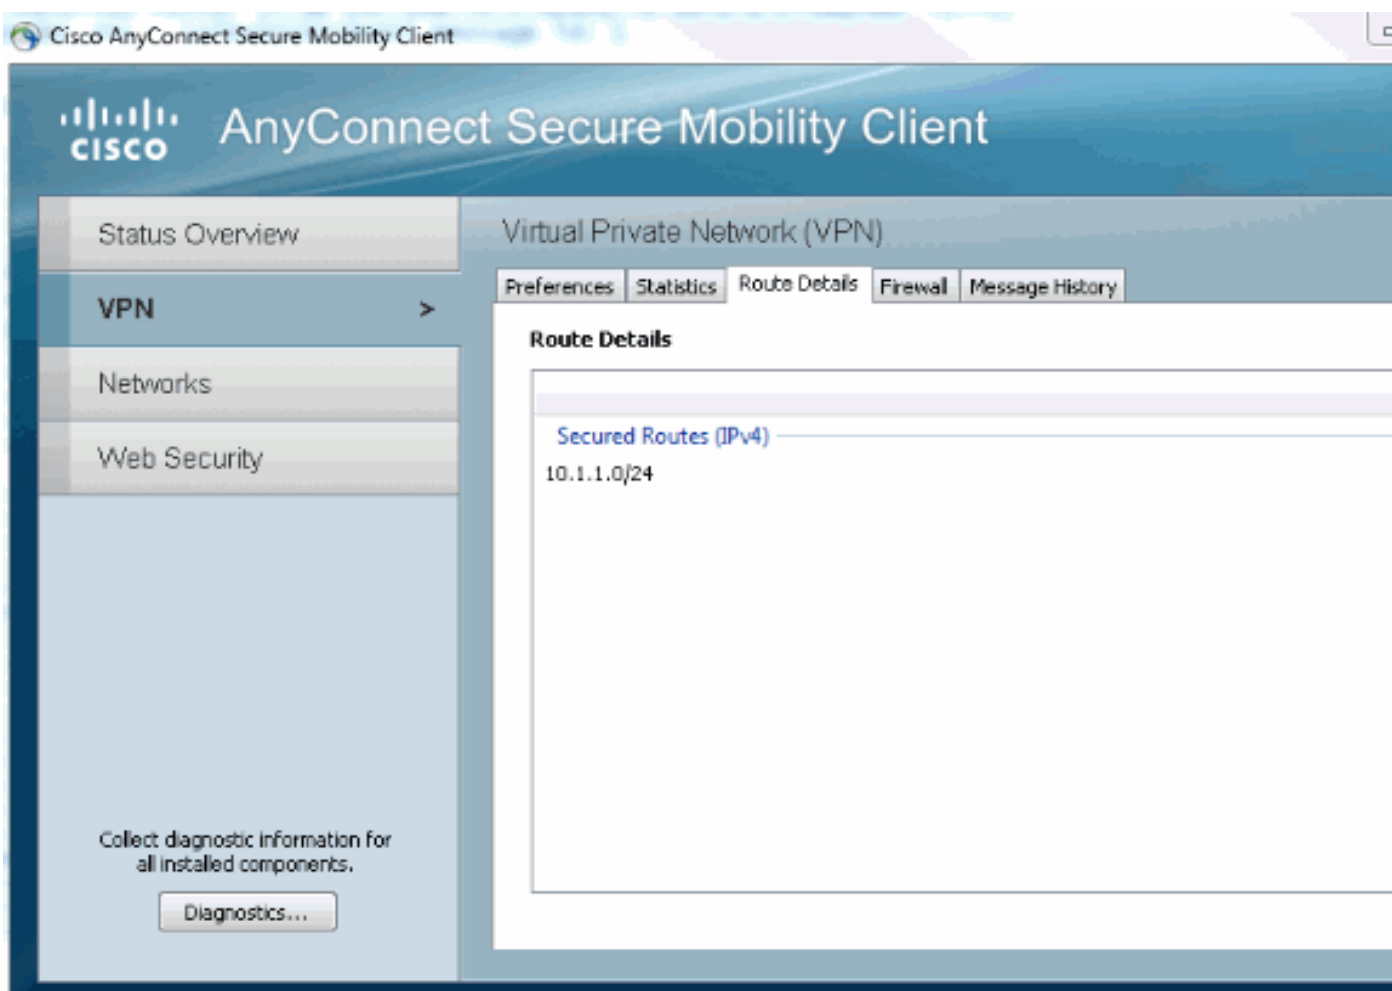 Cisco AnyConnect Secure Mobility Client
CISCO
AnyConnect Secure Mobility Client
Status Overview
VPN >
Networks
Web Security
Collect diagnostic information for
all installed components.
Diagnostics...
Virtual Private Network (VPN)
Preferences Statistics Route Details Firewall Message History
Route Details
Secured Routes (IPv4)
10.1.1.0/24